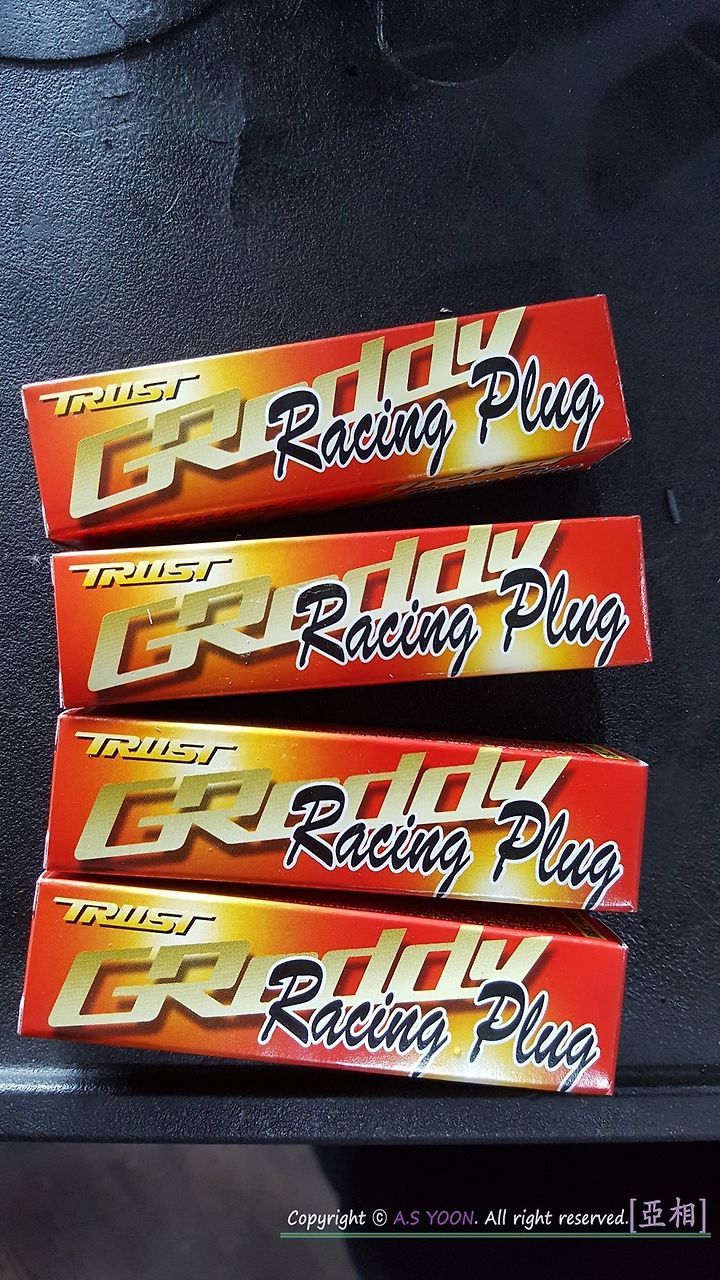 TRUST
GReddy
Racing Plug
TRUST
GReddy
Racing Plug
TRUST
GReddy
Racing Plug
TRUST
GReddy
Racing Plug
Copyright © A.S YOON. All right reserved.[亞相]